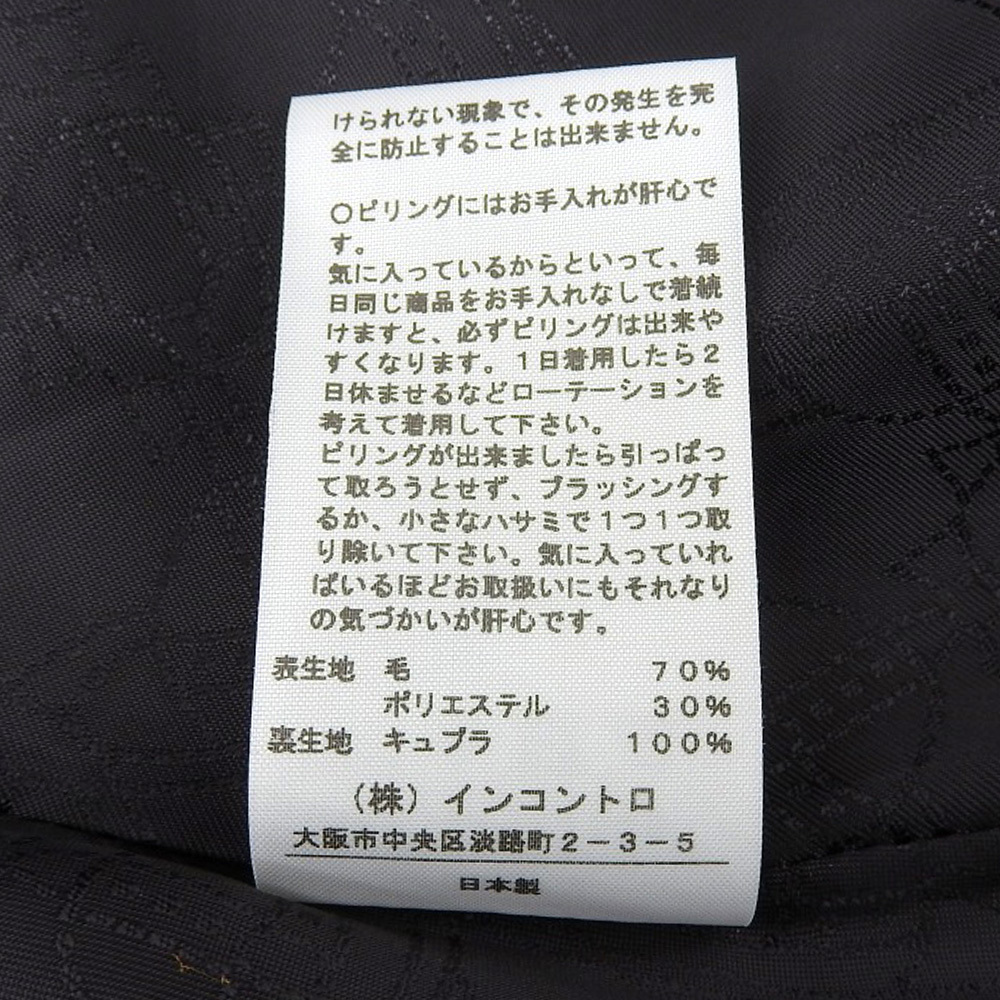 けられない現象で、その発生を完
全に防止することは出来ません。
○ピリングにはお手入れが肝心で
す。
気に入っているからといって、毎
日同じ商品をお手入れなしで着続
けますと、必ずピリングは出来や
すくなります。１日着用したら２
日休ませるなどローテーションを
考えて着用して下さい。
ピリングが出来ましたら引っぱっ
て取ろうとせず、ブラッシングす
るか、小さなハサミで１つ１つ取
り除いて下さい。気に入っていれ
ばいるほどお取扱いにもそれなり
の気づかいが肝心です。
表生地 毛 ７０％
ポリエステル ３０％
裏生地 キュプラ １００％
（株）インコントロ
大阪市中央区淡路町２－３－５
日本製